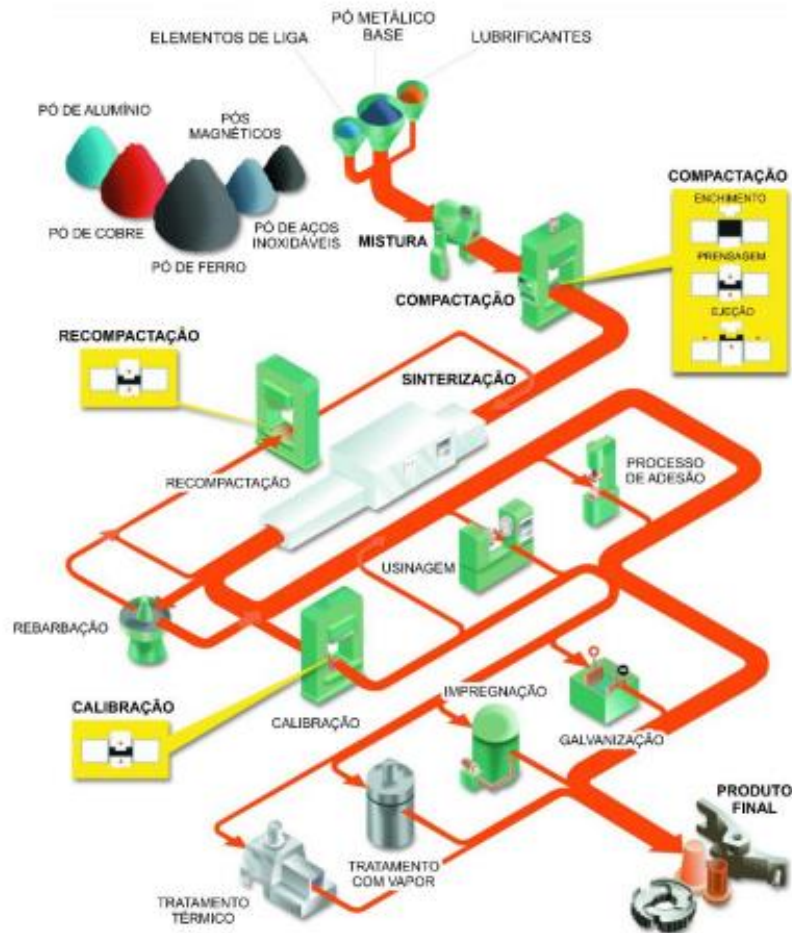 PÓ METÁLICO
BASE
ELEMENTOS DE LIGA
LUBRIFICANTES
PÓ DE ALUMÍNIO
PÓS
MAGNÉTICOS
PÓ DE COBRE
PÓ DE AÇOS
INOXIDÁVEIS
PÓ DE FERRO
MISTURA
COMPACTAÇÃO
COMPACTAÇÃO
ENCHIMENTO
PRENSAGEM
EJEÇÃO
RECOMPACTAÇÃO
SINTERIZAÇÃO
RECOMPACTAÇÃO
PROCESSO
DE ADESÃO
USINAGEM
REBARBAÇÃO
CALIBRAÇÃO
CALIBRAÇÃO
IMPREGNAÇÃO
GALVANIZAÇÃO
PRODUTO
FINAL
TRATAMENTO
COM VAPOR
TRATAMENTO
TÉRMICO